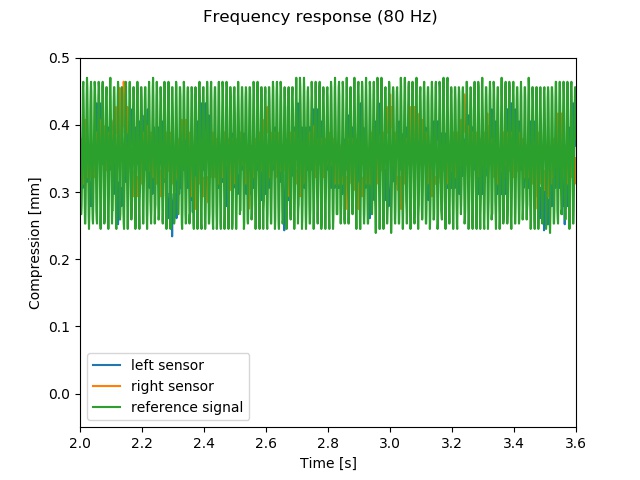 Frequency response (80 Hz)
0.5
0.4
0.3
0.2
0.1
0.0
Compression [mm]
left sensor
right sensor
reference signal
2.0 2.2 2.4 2.6 2.8 3.0 3.2 3.4 3.6
Time [s]